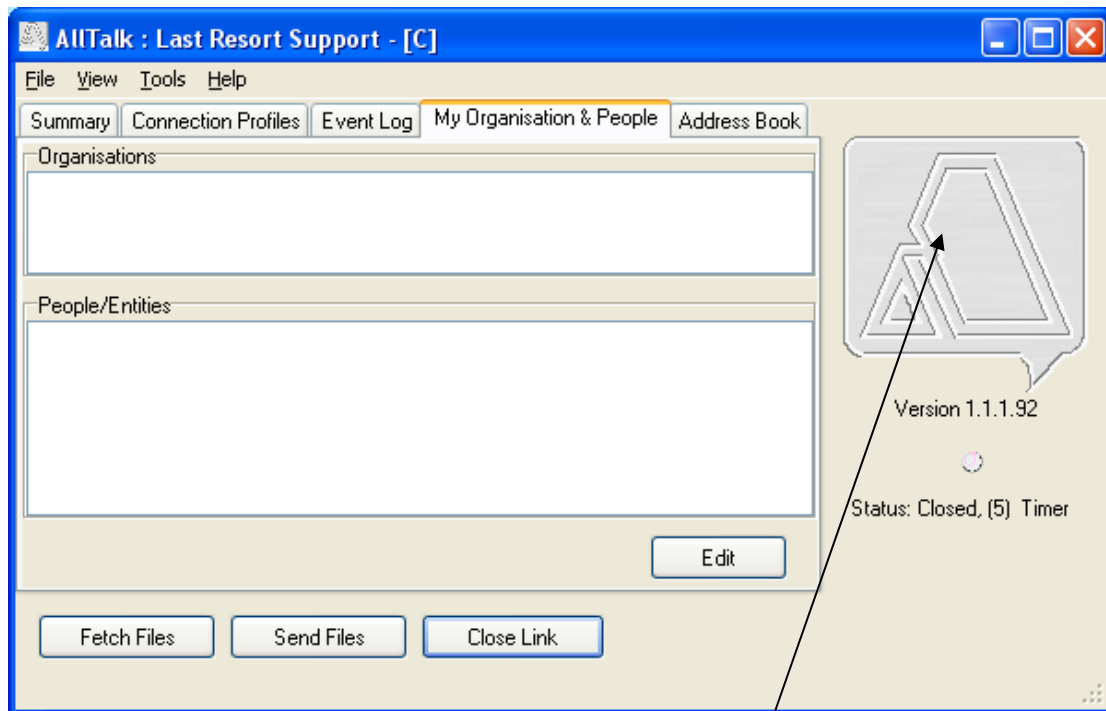 AllTalk : Last Resort Support - [C]
File View Tools Help
Summary Connection Profiles Event Log My Organisation & People Address Book
Organisations
People/Entities
Version 1.1.1.92
Status: Closed, (5) Timer
Edit
Fetch Files Send Files Close Link